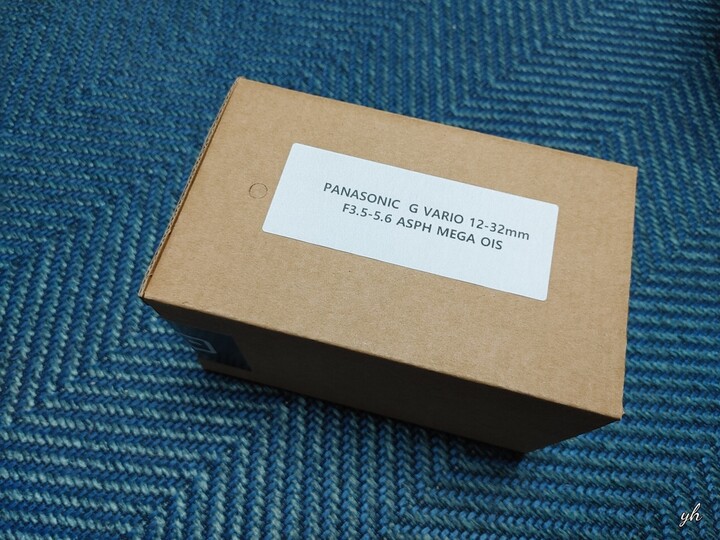 PANASONIC G VARIO 12-32mm
F3.5-5.6 ASPH MEGA OIS
yh